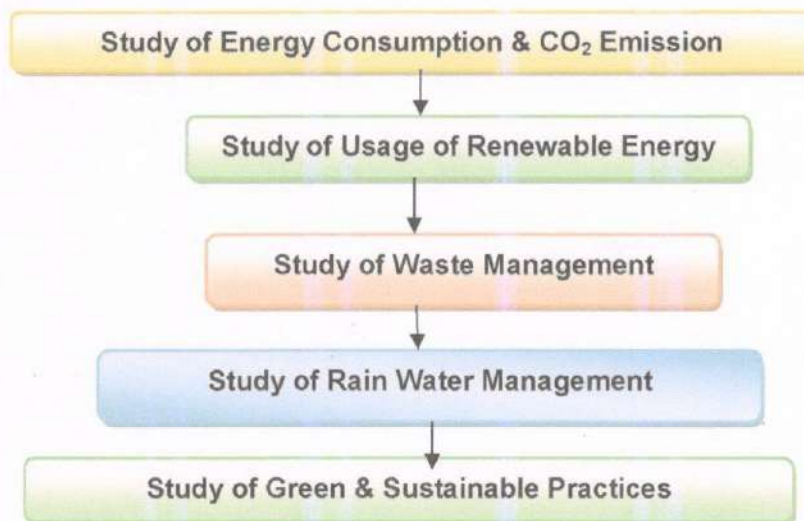 Study of Energy Consumption & CO₂ Emission
Study of Usage of Renewable Energy
Study of Waste Management
Study of Rain Water Management
Study of Green & Sustainable Practices